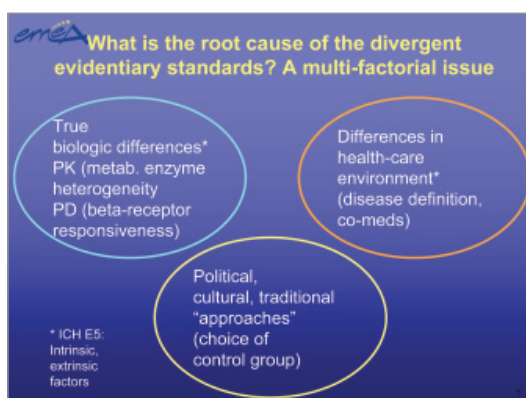 emeA
What is the root cause of the divergent
evidentiary standards? A multi-factorial issue
True
biologic differences*
PK (metab. enzyme
heterogeneity
PD (beta-receptor
responsiveness)
Differences in
health-care
environment*
(disease definition,
co-meds)
Political,
cultural, traditional
“approaches”
(choice of
control group)
* ICH E5:
Intrinsic,
extrinsic
factors